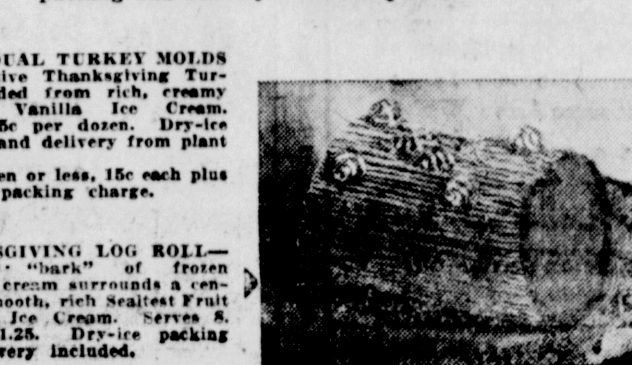 UAL TURKEY MOLDS
ive Thanksgiving Tur-
ded from rich, creamy
Vanilla Ice Cream.
5c per dozen. Dry-ice
and delivery from plant
en or less, 15c each plus
packing charge.
SGIVING LOG ROLL—
"bark" of frozen
cream surrounds a cen-
mooth, rich Sealtest Fruit
Ice Cream. Serves 8.
1.25. Dry-ice packing
very included.